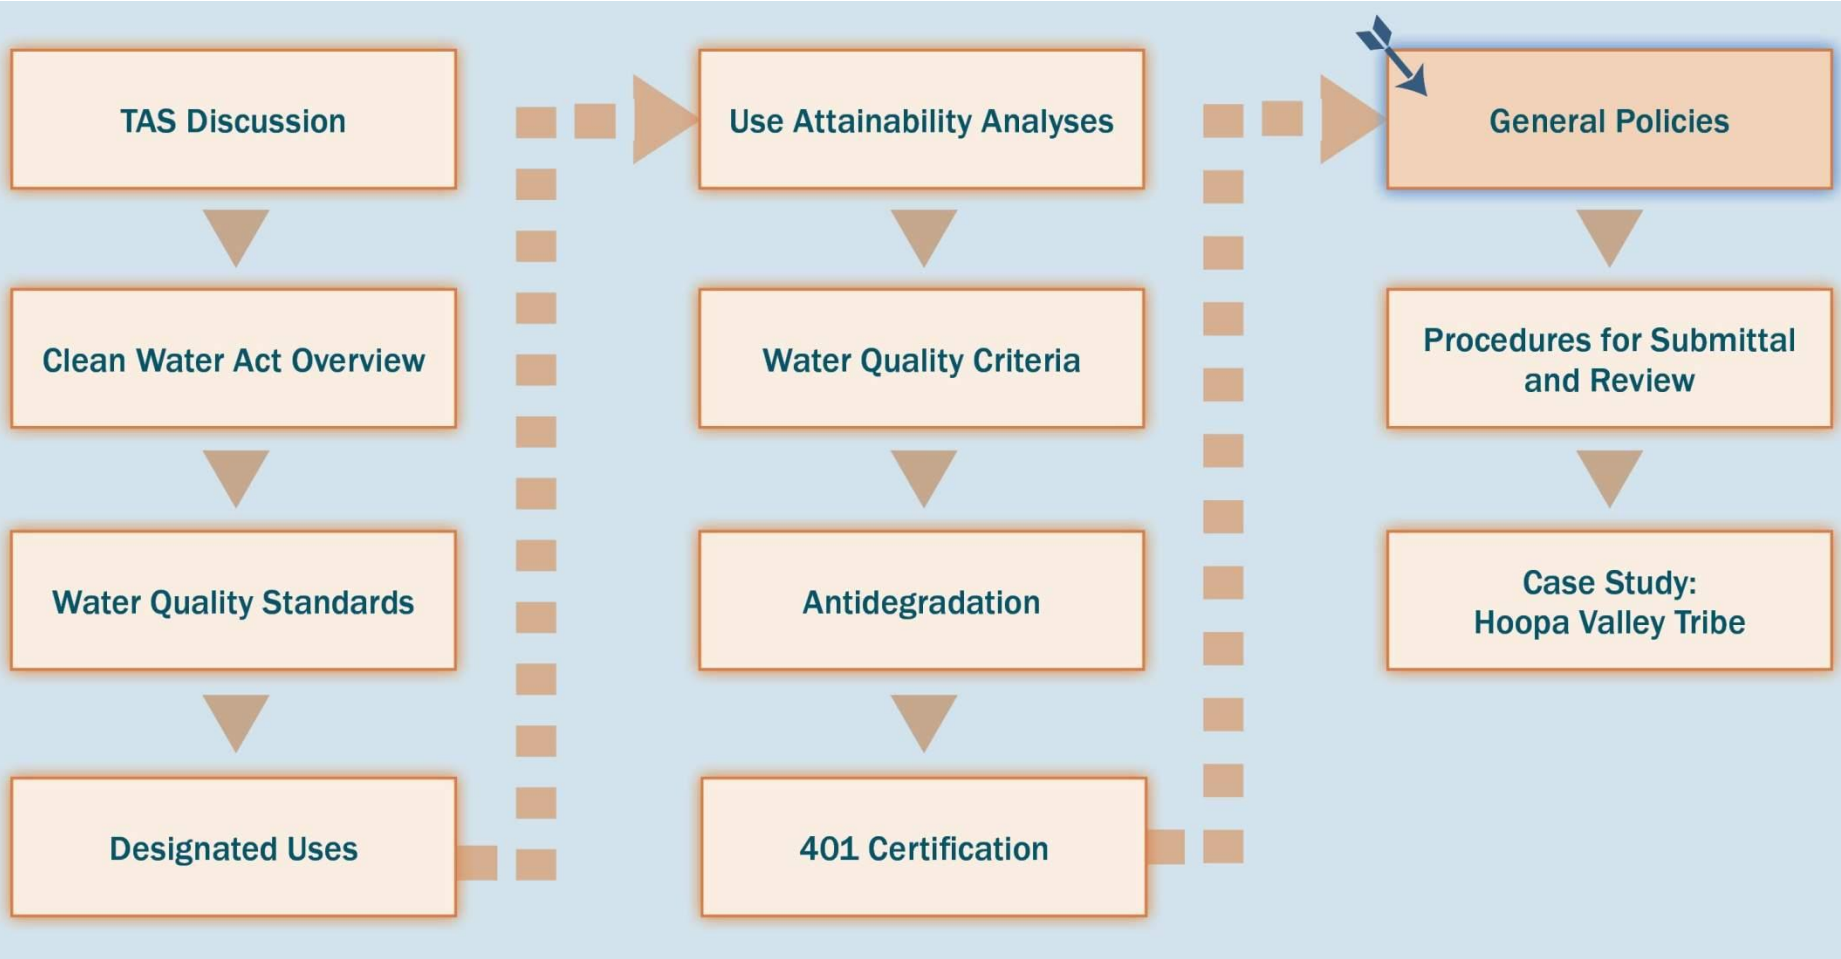 TAS Discussion
Clean Water Act Overview
Water Quality Standards
Designated Uses
Use Attainability Analyses
Water Quality Criteria
Antidegradation
401 Certification
General Policies
Procedures for Submittal
and Review
Case Study:
Hoopa Valley Tribe